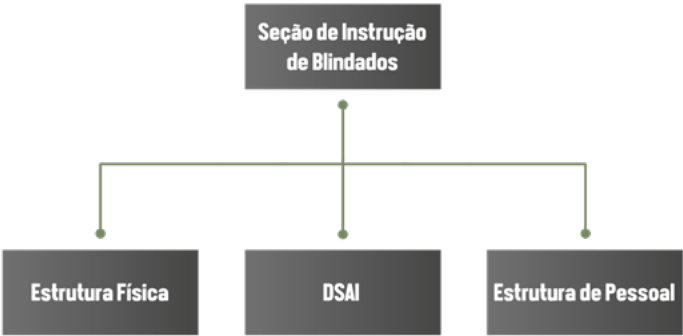 Seção de Instrução
de Blindados
Estrutura Física
DSAI
Estrutura de Pessoal